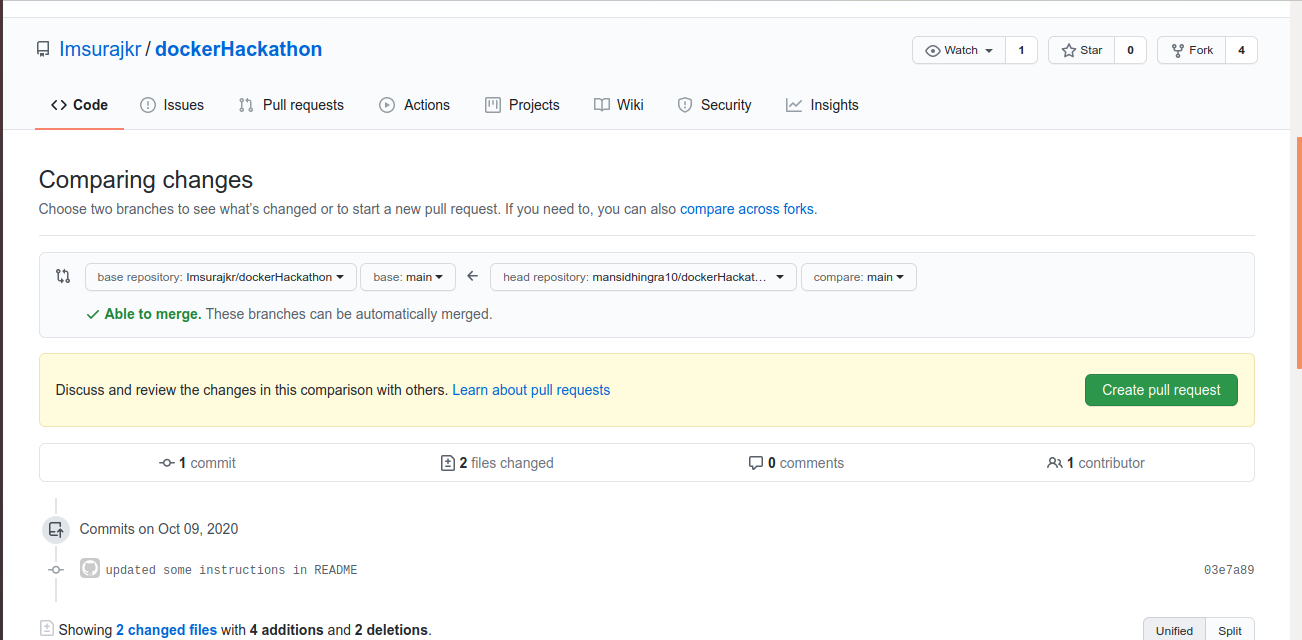 Imsurajkr / dockerHackathon
Watch 1 Star 0 Fork 4
Code Issues Pull requests Actions Projects Wiki Security Insights
Comparing changes
Choose two branches to see what's changed or to start a new pull request. If you need to, you can also compare across forks.
base repository: Imsurajkr/dockerHackathon base: main head repository: mansidhingra10/dockerHackat... compare: main
Able to merge. These branches can be automatically merged.
Discuss and review the changes in this comparison with others. Learn about pull requests Create pull request
1 commit 2 files changed 0 comments 1 contributor
Commits on Oct 09, 2020
updated some instructions in README 03e7a89
Showing 2 changed files with 4 additions and 2 deletions. Unified Split